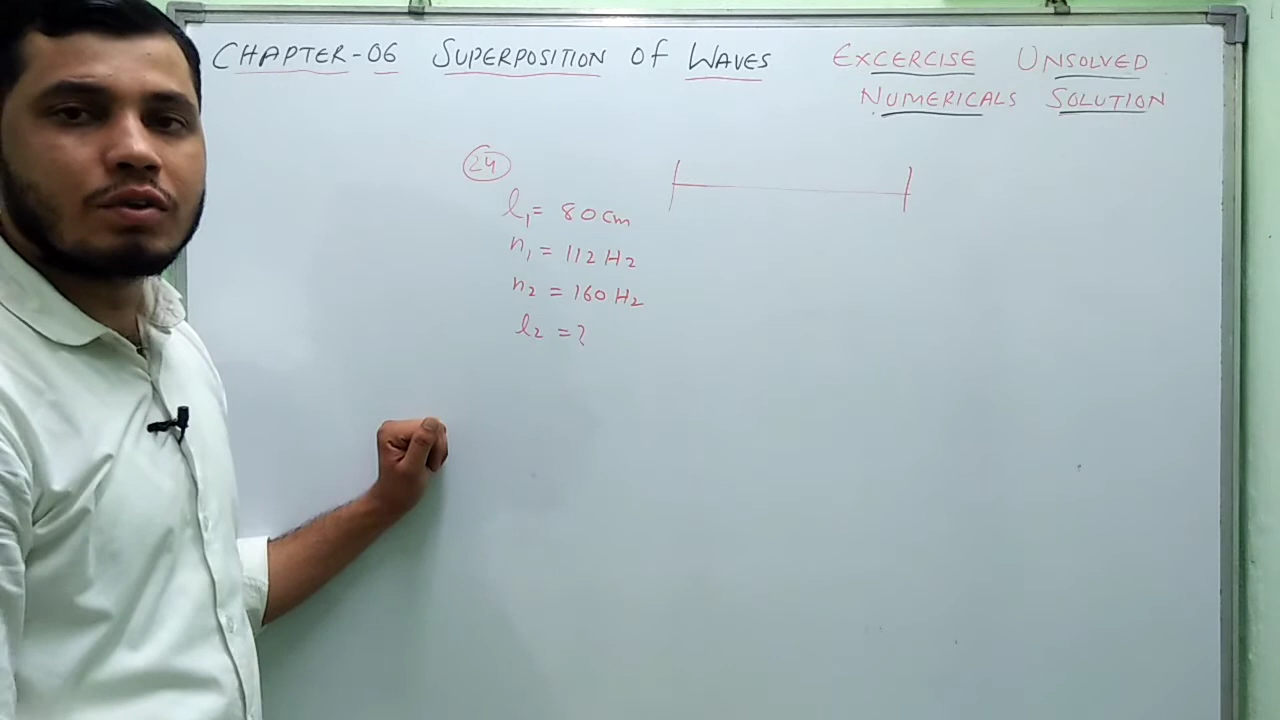 CHAPTER-06 SUPERPOSITION OF WAVES EXCERCISE UNSOLVED
NUMERICALS SOLUTION
24
l₁ = 80 cm
n₁ = 112 Hz
n₂ = 160 Hz
l₂ = ?